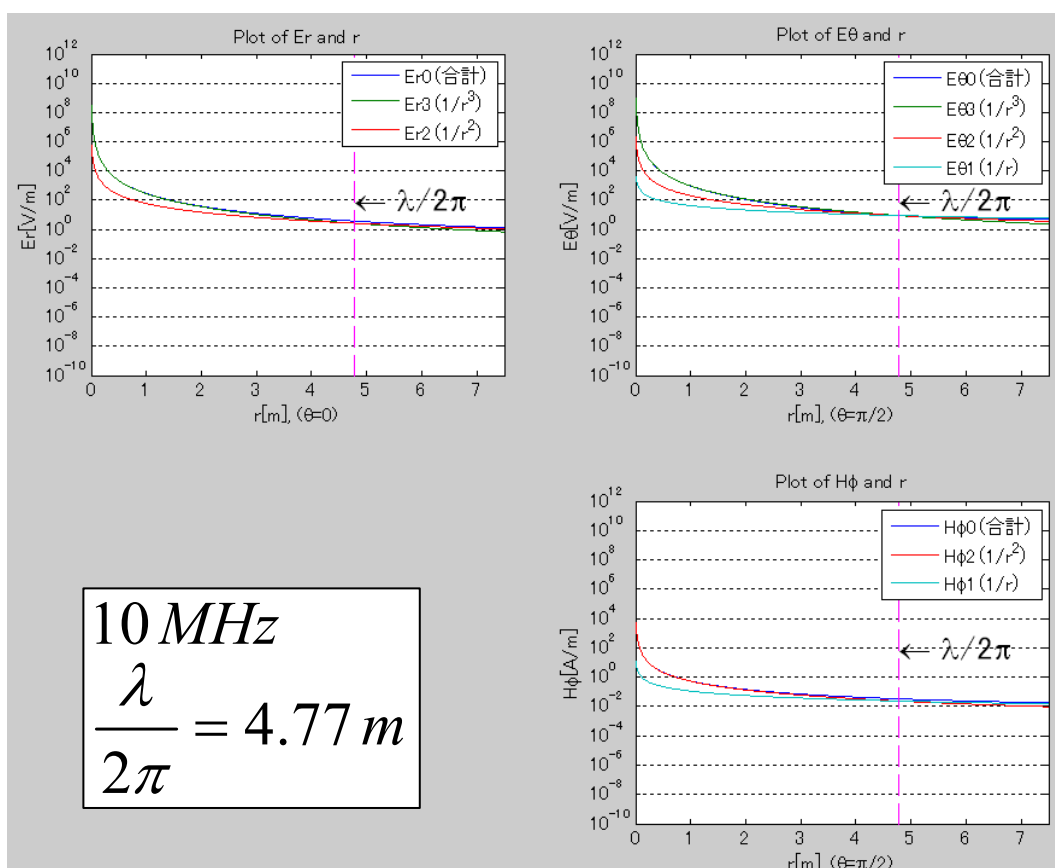 Plot of Er and r
10^12
10^10
10^8
10^6
10^4
10^2
10^0
10^-2
10^-4
10^-6
10^-8
10^-10
Er[V/m]
Er0(合計)
Er3(1/r^3)
Er2(1/r^2)
← λ/2π
0 1 2 3 4 5 6 7
r[m], (θ=0)
Plot of Eθ and r
10^12
10^10
10^8
10^6
10^4
10^2
10^0
10^-2
10^-4
10^-6
10^-8
10^-10
Eθ[V/m]
Eθ0(合計)
Eθ3(1/r^3)
Eθ2(1/r^2)
Eθ1(1/r)
← λ/2π
0 1 2 3 4 5 6 7
r[m], (θ=π/2)
10 MHz
λ/2π = 4.77 m
Plot of Hφ and r
10^12
10^10
10^8
10^6
10^4
10^2
10^0
10^-2
10^-4
10^-6
10^-8
10^-10
Hφ[A/m]
Hφ0(合計)
Hφ2(1/r^2)
Hφ1(1/r)
← λ/2π
0 1 2 3 4 5 6 7
r[m], (θ=π/2)